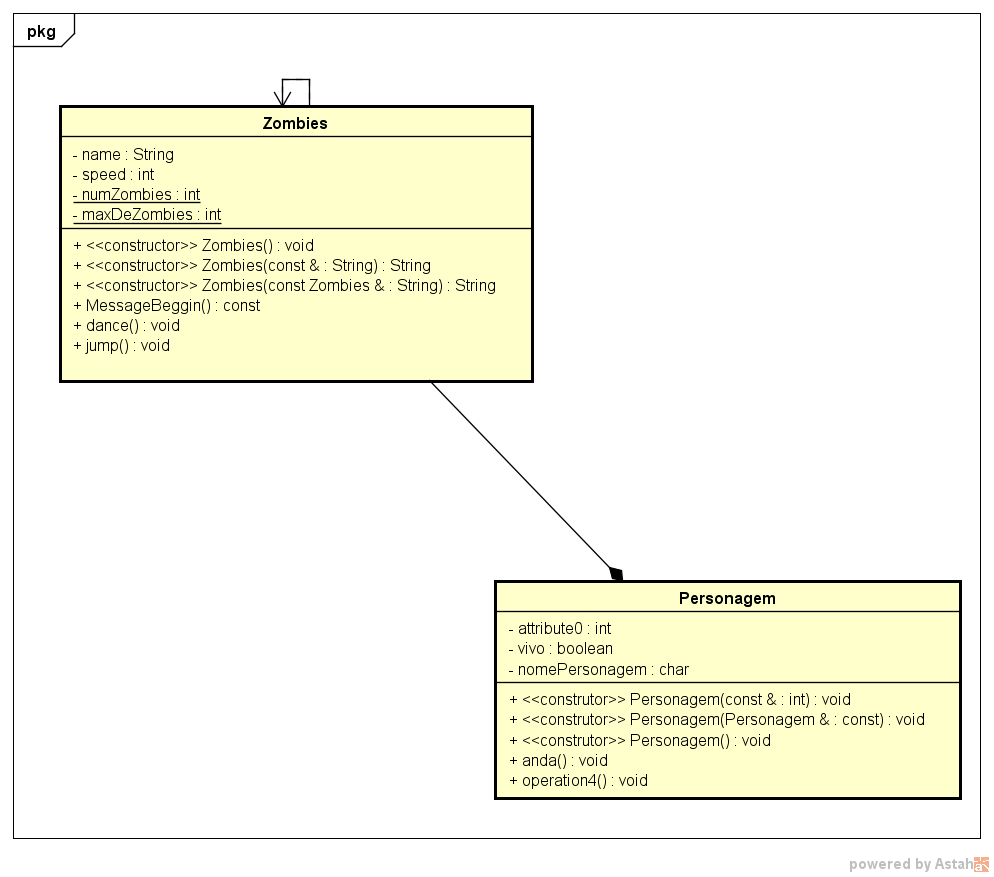 pkg
Zombies
- name : String
- speed : int
- numZombies : int
- maxDeZombies : int
+ <<constructor>> Zombies() : void
+ <<constructor>> Zombies(const & : String) : String
+ <<constructor>> Zombies(const Zombies & : String) : String
+ MessageBeggin() : const
+ dance() : void
+ jump() : void
Personagem
- attribute0 : int
- vivo : boolean
- nomePersonagem : char
+ <<construtor>> Personagem(const & : int) : void
+ <<construtor>> Personagem(Personagem & : const) : void
+ <<construtor>> Personagem() : void
+ anda() : void
+ operation4() : void
powered by Astah